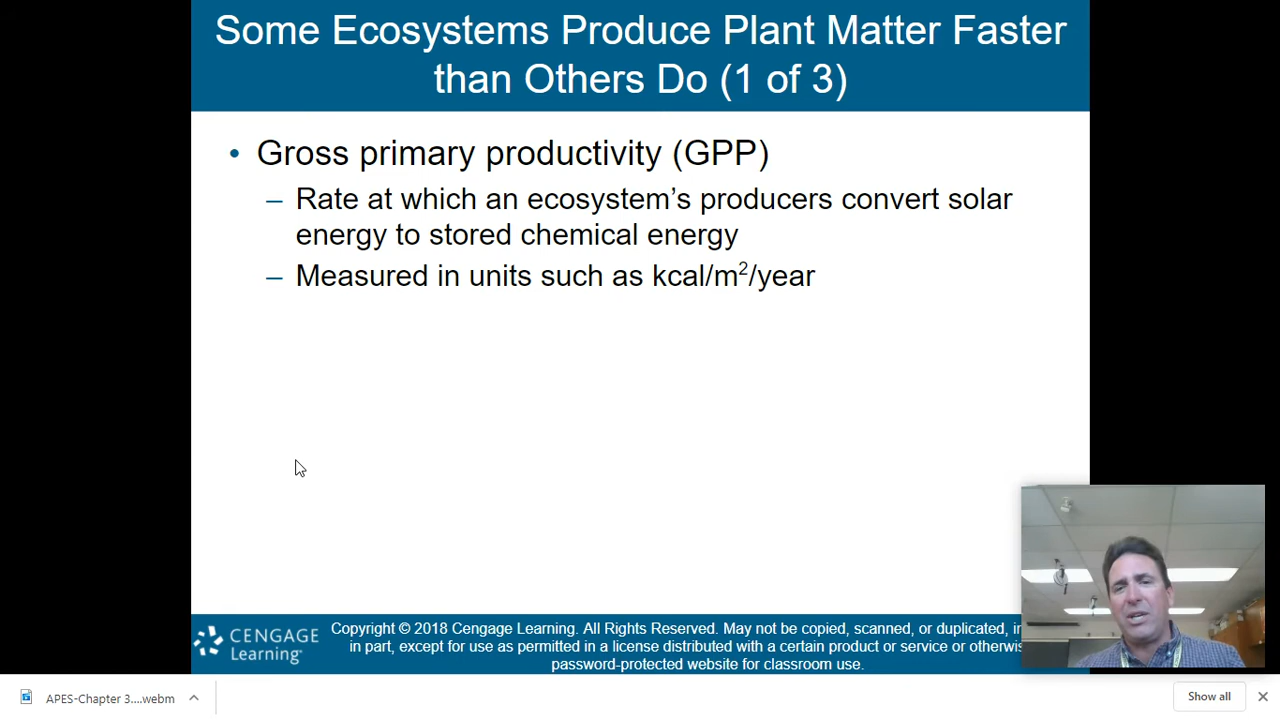 Some Ecosystems Produce Plant Matter Faster
than Others Do (1 of 3)
• Gross primary productivity (GPP)
– Rate at which an ecosystem's producers convert solar
energy to stored chemical energy
– Measured in units such as kcal/m²/year
CENGAGE
Learning
Copyright © 2018 Cengage Learning. All Rights Reserved. May not be copied, scanned, or duplicated,
in part, except for use as permitted in a license distributed with a certain product or service or
password-protected website for classroom use.
APES-Chapter 3....webm
Show all